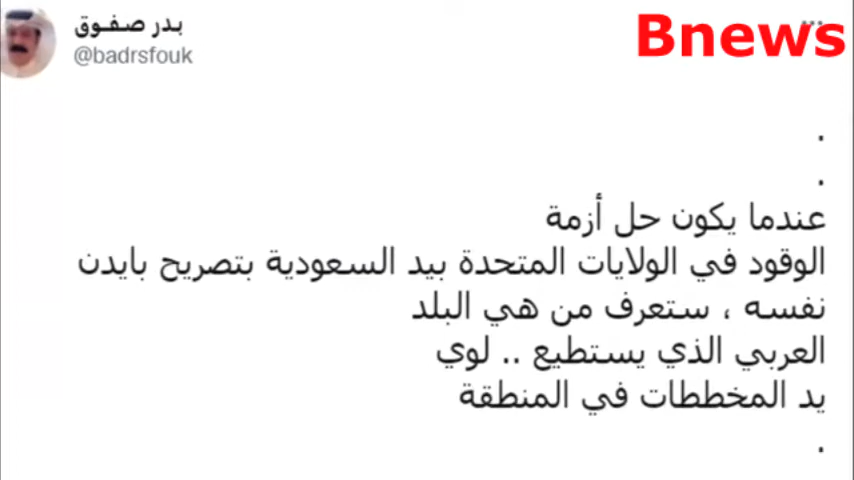 بدر صفوق
@badrsfouk
Bnews
.
.
عندما يكون حل أزمة
الوقود في الولايات المتحدة بيد السعودية بتصريح بايدن
نفسه ، ستعرف من هي البلد
العربي الذي يستطيع .. لوي
يد المخططات في المنطقة
.